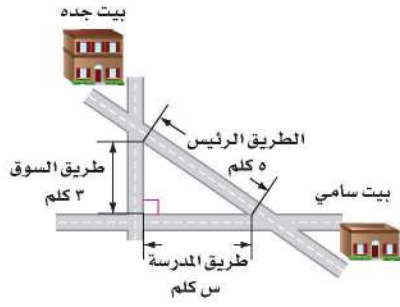 بيت جده
الطريق الرئيس
٥ كلم
طريق السوق
٣ كلم
بيت سامي
طريق المدرسة
س كلم